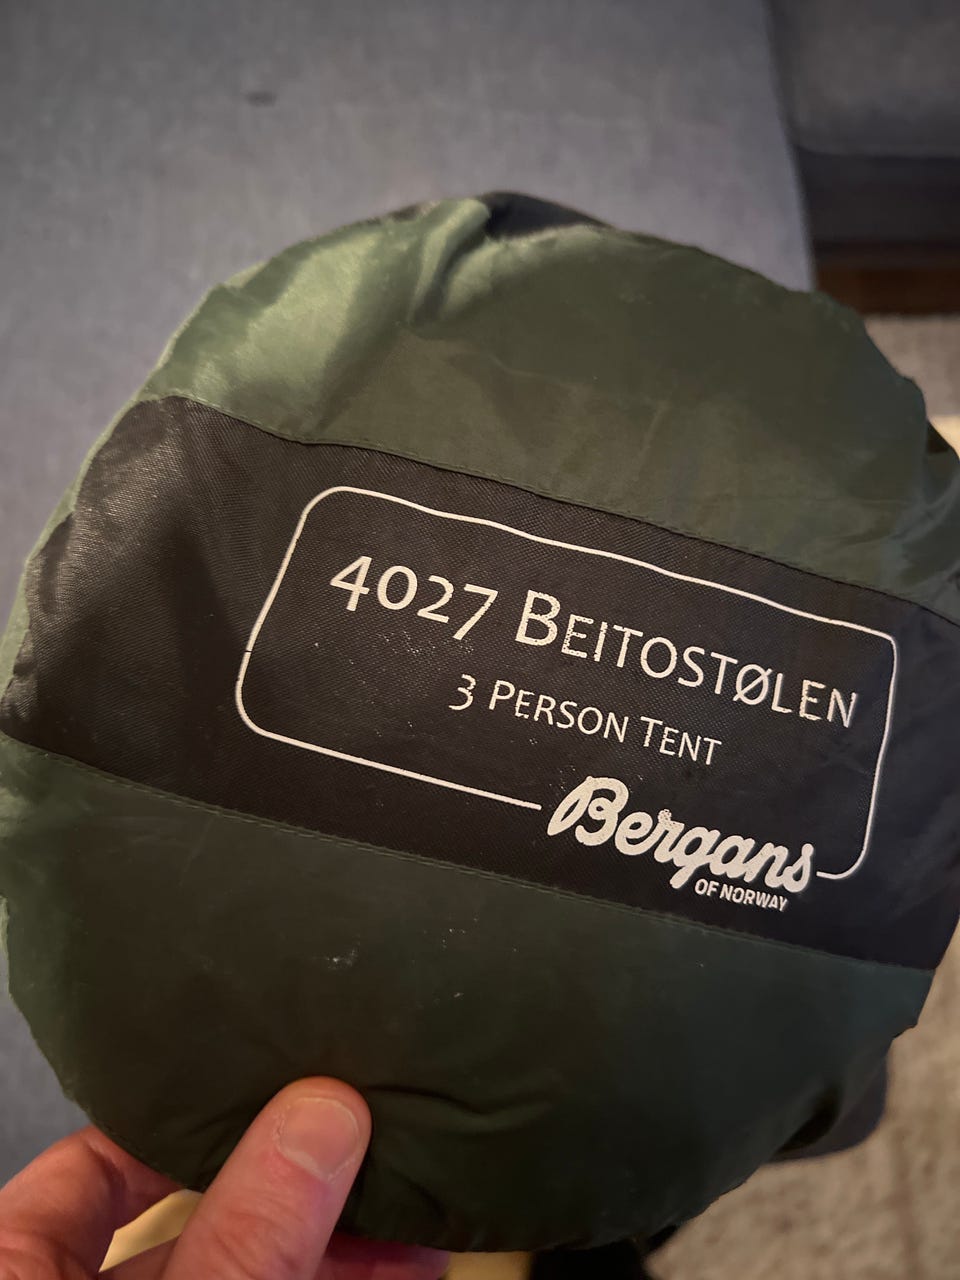 4027 BEITOSTØLEN
3 PERSON TENT
Bergans
OF NORWAY